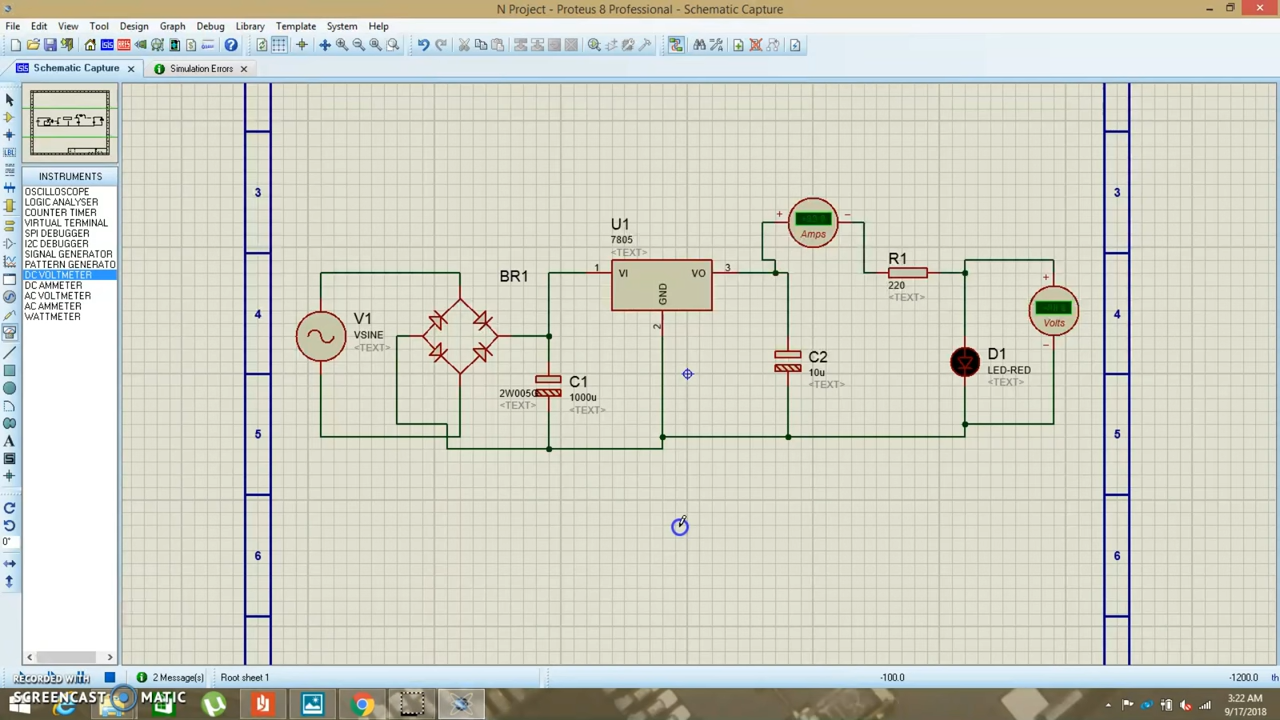 N Project - Proteus 8 Professional - Schematic Capture
File Edit View Tool Design Graph Debug Library Template System Help
Schematic Capture
Simulation Errors
INSTRUMENTS
OSCILLOSCOPE
LOGIC ANALYSER
COUNTER TIMER
VIRTUAL TERMINAL
SPI DEBUGGER
I2C DEBUGGER
SIGNAL GENERATOR
PATTERN GENERATO
DC VOLTMETER
DC AMMETER
AC VOLTMETER
AC AMMETER
WATTMETER
LBL
A
0°
3
4
5
6
3
4
5
6
V1
VSINE
<TEXT>
BR1
2W005G
<TEXT>
C1
1000u
<TEXT>
U1
7805
<TEXT>
1
VI
VO
3
GND
2
+
−
Amps
C2
10u
<TEXT>
R1
220
<TEXT>
D1
LED-RED
<TEXT>
+
Volts
−
2 Message(s)
Root sheet 1
-100.0
-1200.0
th
RECORDED WITH
SCREENCAST MATIC
3:22 AM
9/17/2018